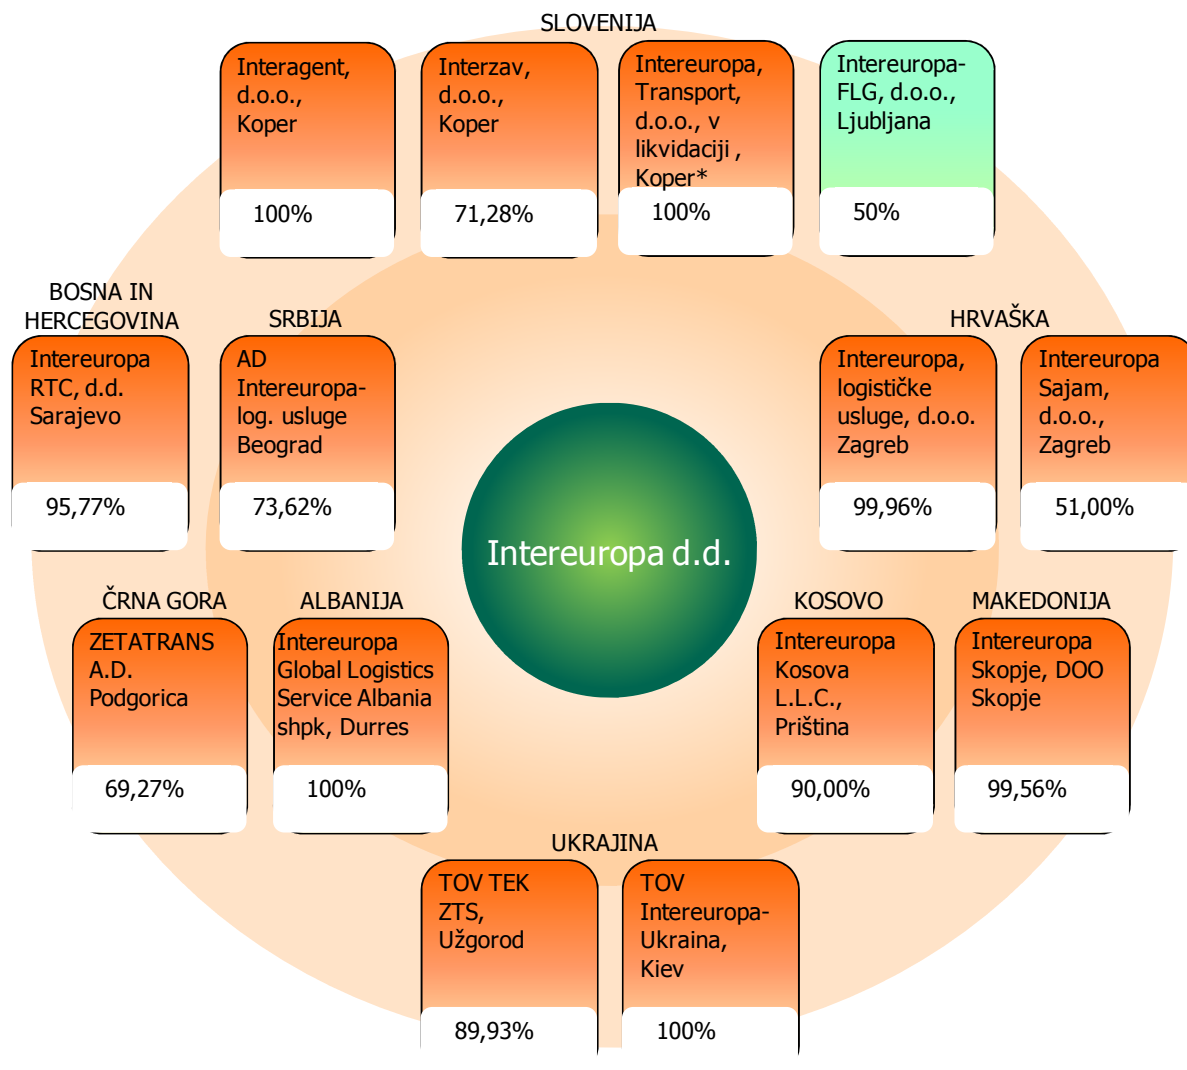 SLOVENIJA
Interagent,
d.o.o.,
Koper
100%
Interzav,
d.o.o.,
Koper
71,28%
Intereuropa,
Transport,
d.o.o., v
likvidaciji ,
Koper*
100%
Intereuropa-
FLG, d.o.o.,
Ljubljana
50%
BOSNA IN
HERCEGOVINA
Intereuropa
RTC, d.d.
Sarajevo
95,77%
SRBIJA
AD
Intereuropa-
log. usluge
Beograd
73,62%
HRVAŠKA
Intereuropa,
logističke
usluge, d.o.o.
Zagreb
99,96%
Intereuropa
Sajam,
d.o.o.,
Zagreb
51,00%
Intereuropa d.d.
ČRNA GORA
ZETATRANS
A.D.
Podgorica
69,27%
ALBANIJA
Intereuropa
Global Logistics
Service Albania
shpk, Durres
100%
KOSOVO
Intereuropa
Kosova
L.L.C.,
Priština
90,00%
MAKEDONIJA
Intereuropa
Skopje, DOO
Skopje
99,56%
UKRAJINA
TOV TEK
ZTS,
Užgorod
89,93%
TOV
Intereuropa-
Ukraina,
Kiev
100%